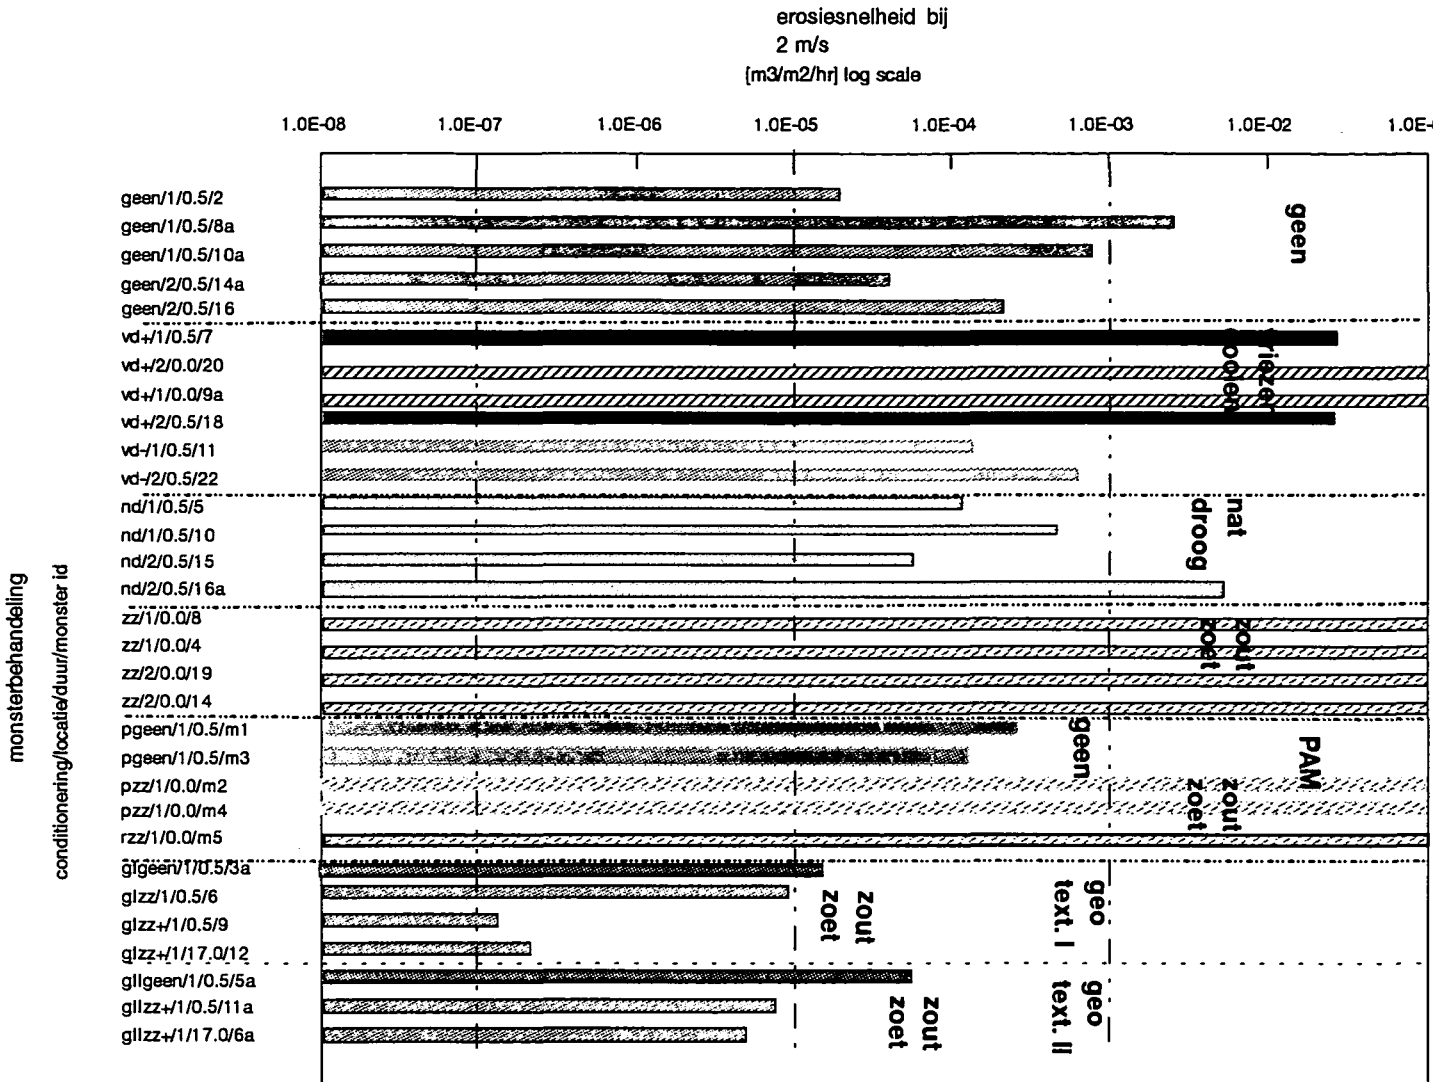 erosiesnelheid bij
2 m/s
[m3/m2/hr] log scale
1.0E-08 1.0E-07 1.0E-06 1.0E-05 1.0E-04 1.0E-03 1.0E-02 1.0E-
geen/1/0.5/2
geen/1/0.5/8a
geen/1/0.5/10a
geen/2/0.5/14a
geen/2/0.5/16
geen
vd+/1/0.5/7
vd+/2/0.0/20
vd+/1/0.0/9a
vd+/2/0.5/18
vd-/1/0.5/11
vd-/2/0.5/22
vriezen
dooien
nd/1/0.5/5
nd/1/0.5/10
nd/2/0.5/15
nd/2/0.5/16a
nat
droog
zz/1/0.0/8
zz/1/0.0/4
zz/2/0.0/19
zz/2/0.0/14
zout
zoet
pgeen/1/0.5/m1
pgeen/1/0.5/m3
pzz/1/0.0/m2
pzz/1/0.0/m4
rzz/1/0.0/m5
PAM
geen
zout
zoet
gIgeen/1/0.5/3a
gIzz/1/0.5/6
gIzz+/1/0.5/9
gIzz+/1/17.0/12
geo
text. I
zout
zoet
gIIgeen/1/0.5/5a
gIIzz+/1/0.5/11a
gIIzz+/1/17.0/6a
geo
text. II
zout
zoet
monsterbehandeling
conditionering/locatie/duur/monster id